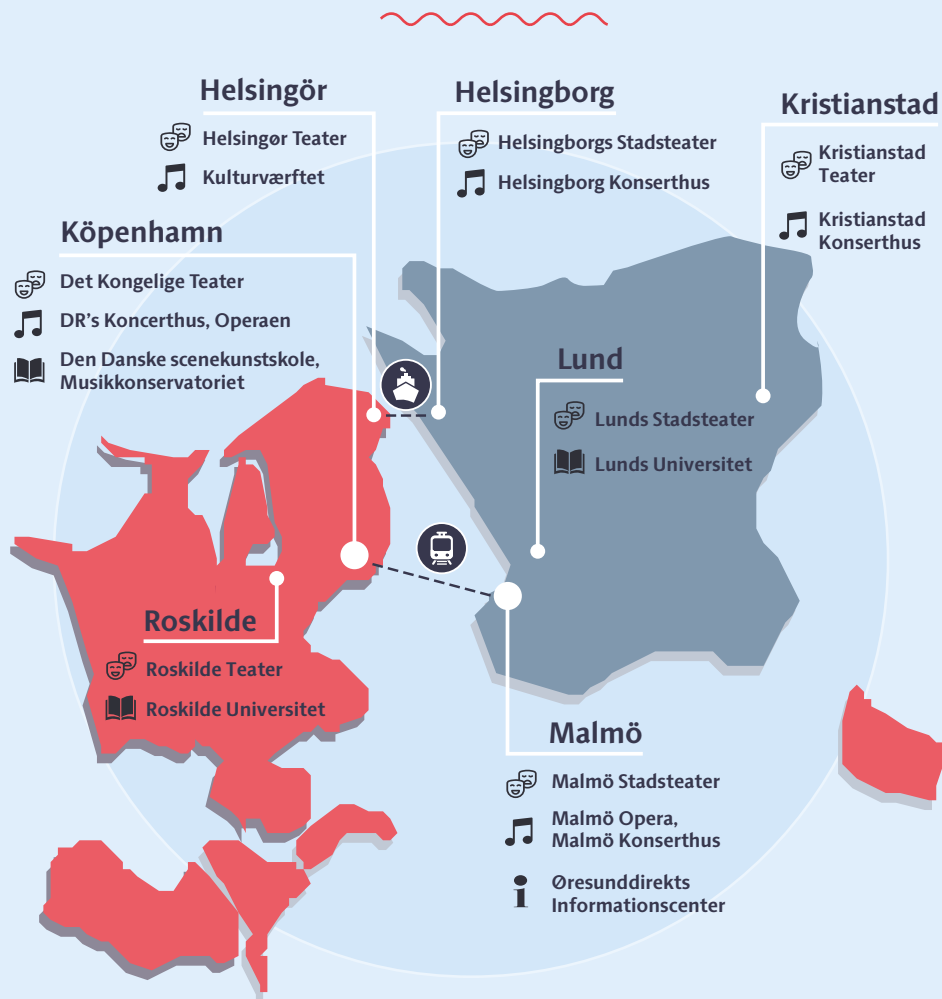 Helsingör
Helsingør Teater
Kulturværftet
Helsingborg
Helsingborgs Stadsteater
Helsingborg Konserthus
Kristianstad
Kristianstad
Teater
Kristianstad
Konserthus
Köpenhamn
Det Kongelige Teater
DR's Koncerthus, Operaen
Den Danske scenekunstskole,
Musikkonservatoriet
Lund
Lunds Stadsteater
Lunds Universitet
Roskilde
Roskilde Teater
Roskilde Universitet
Malmö
Malmö Stadsteater
Malmö Opera,
Malmö Konserthus
Øresunddirekts
Informationscenter